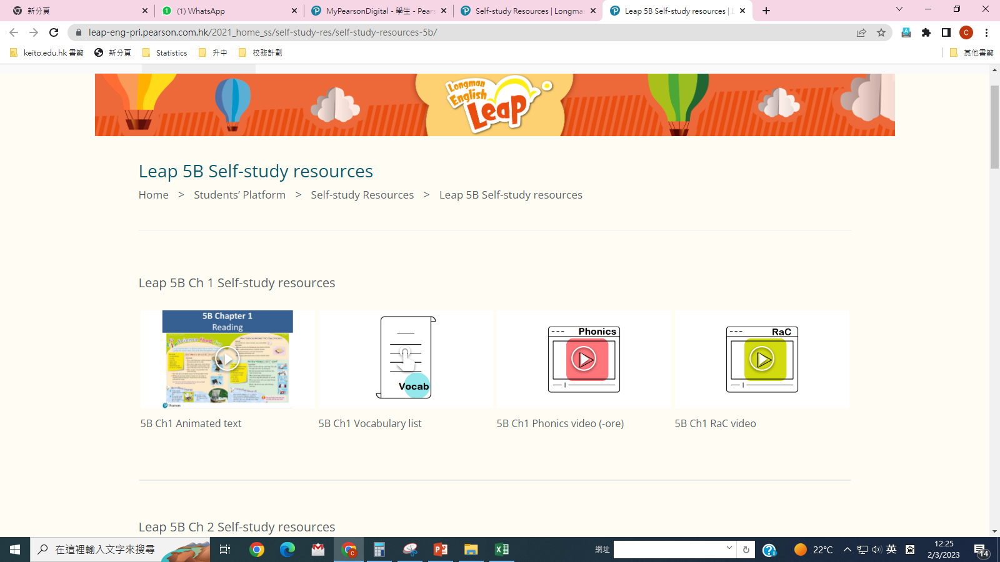 新分頁
(1) WhatsApp
MyPearsonDigital - 學生 - Pears
Self-study Resources | Longma
Leap 5B Self-study resources | L
leap-eng-pri.pearson.com.hk/2021_home_ss/self-study-res/self-study-resources-5b/
keito.edu.hk 書籤
新分頁
Statistics
升中
校務計劃
其他書籤
Longman
English
Leap
Leap 5B Self-study resources
Home > Students’ Platform > Self-study Resources > Leap 5B Self-study resources
Leap 5B Ch 1 Self-study resources
5B Chapter 1
Reading
Science food
Pearson
Vocab
Phonics
RaC
5B Ch1 Animated text
5B Ch1 Vocabulary list
5B Ch1 Phonics video (-ore)
5B Ch1 RaC video
Leap 5B Ch 2 Self-study resources
在這裡輸入文字來搜尋
網址
22°C
英
倉
12:25
2/3/2023
14